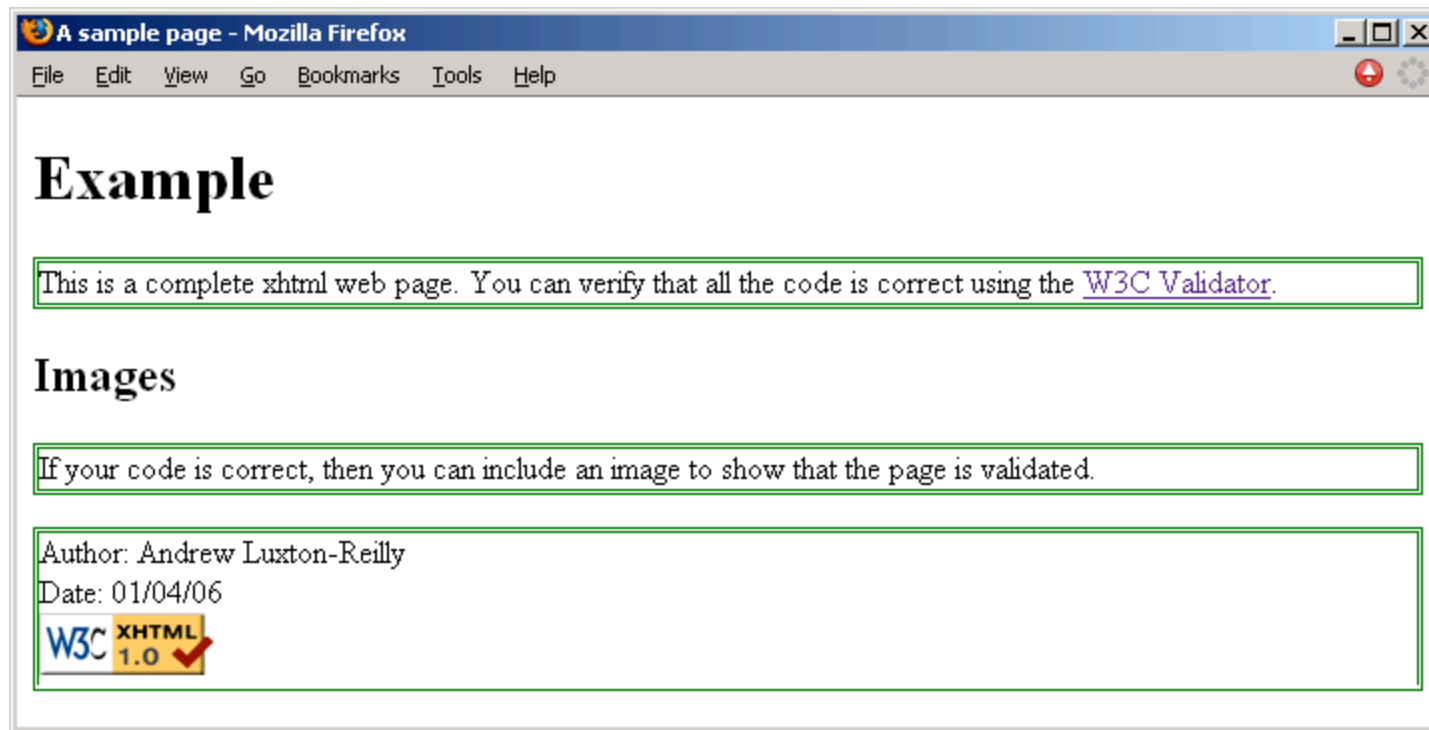 A sample page - Mozilla Firefox
File Edit View Go Bookmarks Tools Help
Example
This is a complete xhtml web page. You can verify that all the code is correct using the W3C Validator.
Images
If your code is correct, then you can include an image to show that the page is validated.
Author: Andrew Luxton-Reilly
Date: 01/04/06
W3C XHTML
1.0